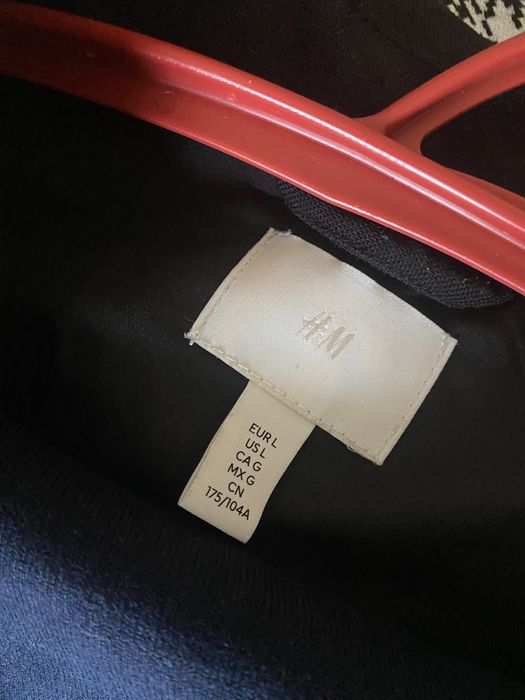 H&M
EUR L
US L
CA G
MX G
CN
175/104A